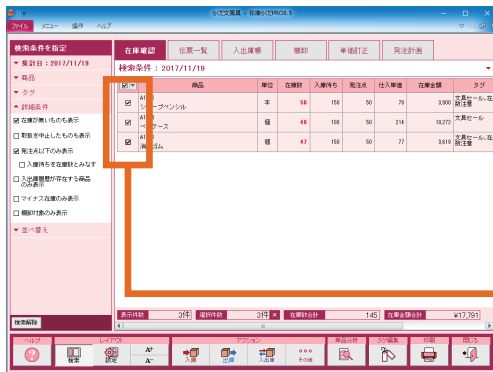 らくだ文房具 - 在庫らくだPRO8.5
ファイル メニュー 操作 ヘルプ
検索条件を指定
集計日:2017/11/19
商品
タグ
詳細条件
在庫が無いものも表示
取扱を中止したものも表示
発注点以下のみ表示
入庫待ちを在庫数とみなす
入出庫履歴が存在する商品
のみ表示
マイナス在庫のみ表示
棚卸対象のみ表示
並べ替え
検索解除
在庫確認 伝票一覧 入出庫帳 棚卸 単価訂正 発注計画
検索条件:2017/11/19
商品 単位 在庫数 入庫待ち 発注点 仕入単価 在庫金額 タグ
シャープペンシル 本 50 150 50 78 3,900 文具セール,在
数注意
ケース 個 48 100 50 214 10,272 文具セール
消しゴム 個 47 150 50 77 3,619 文具セール,在
数注意
表示件数 3件 選択件数 3件 在庫数合計 145 在庫金額合計 ¥17,791
ヘルプ レイアウト アクション 単品分析 タグ編集 印刷 閉じる
検索 設定 A+ A− 入庫 出庫 入出庫 その他